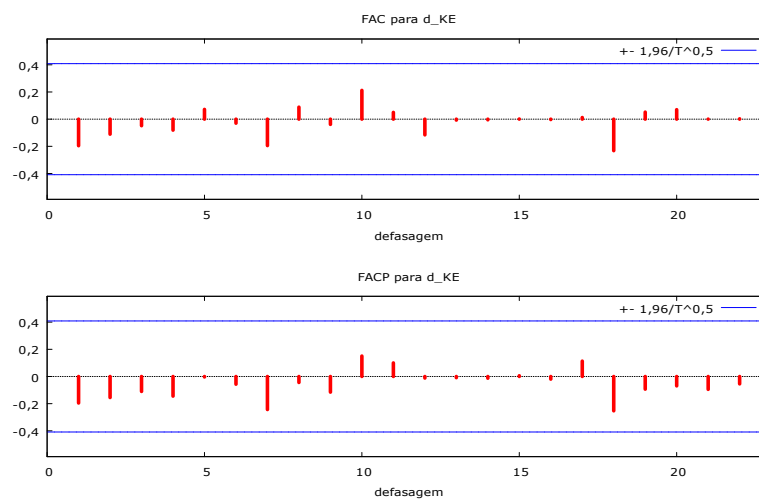 FAC para d_KE
+- 1,96/T^0,5
0,4
0,2
0
-0,2
-0,4
0 5 10 15 20
defasagem
FACP para d_KE
+- 1,96/T^0,5
0,4
0,2
0
-0,2
-0,4
0 5 10 15 20
defasagem